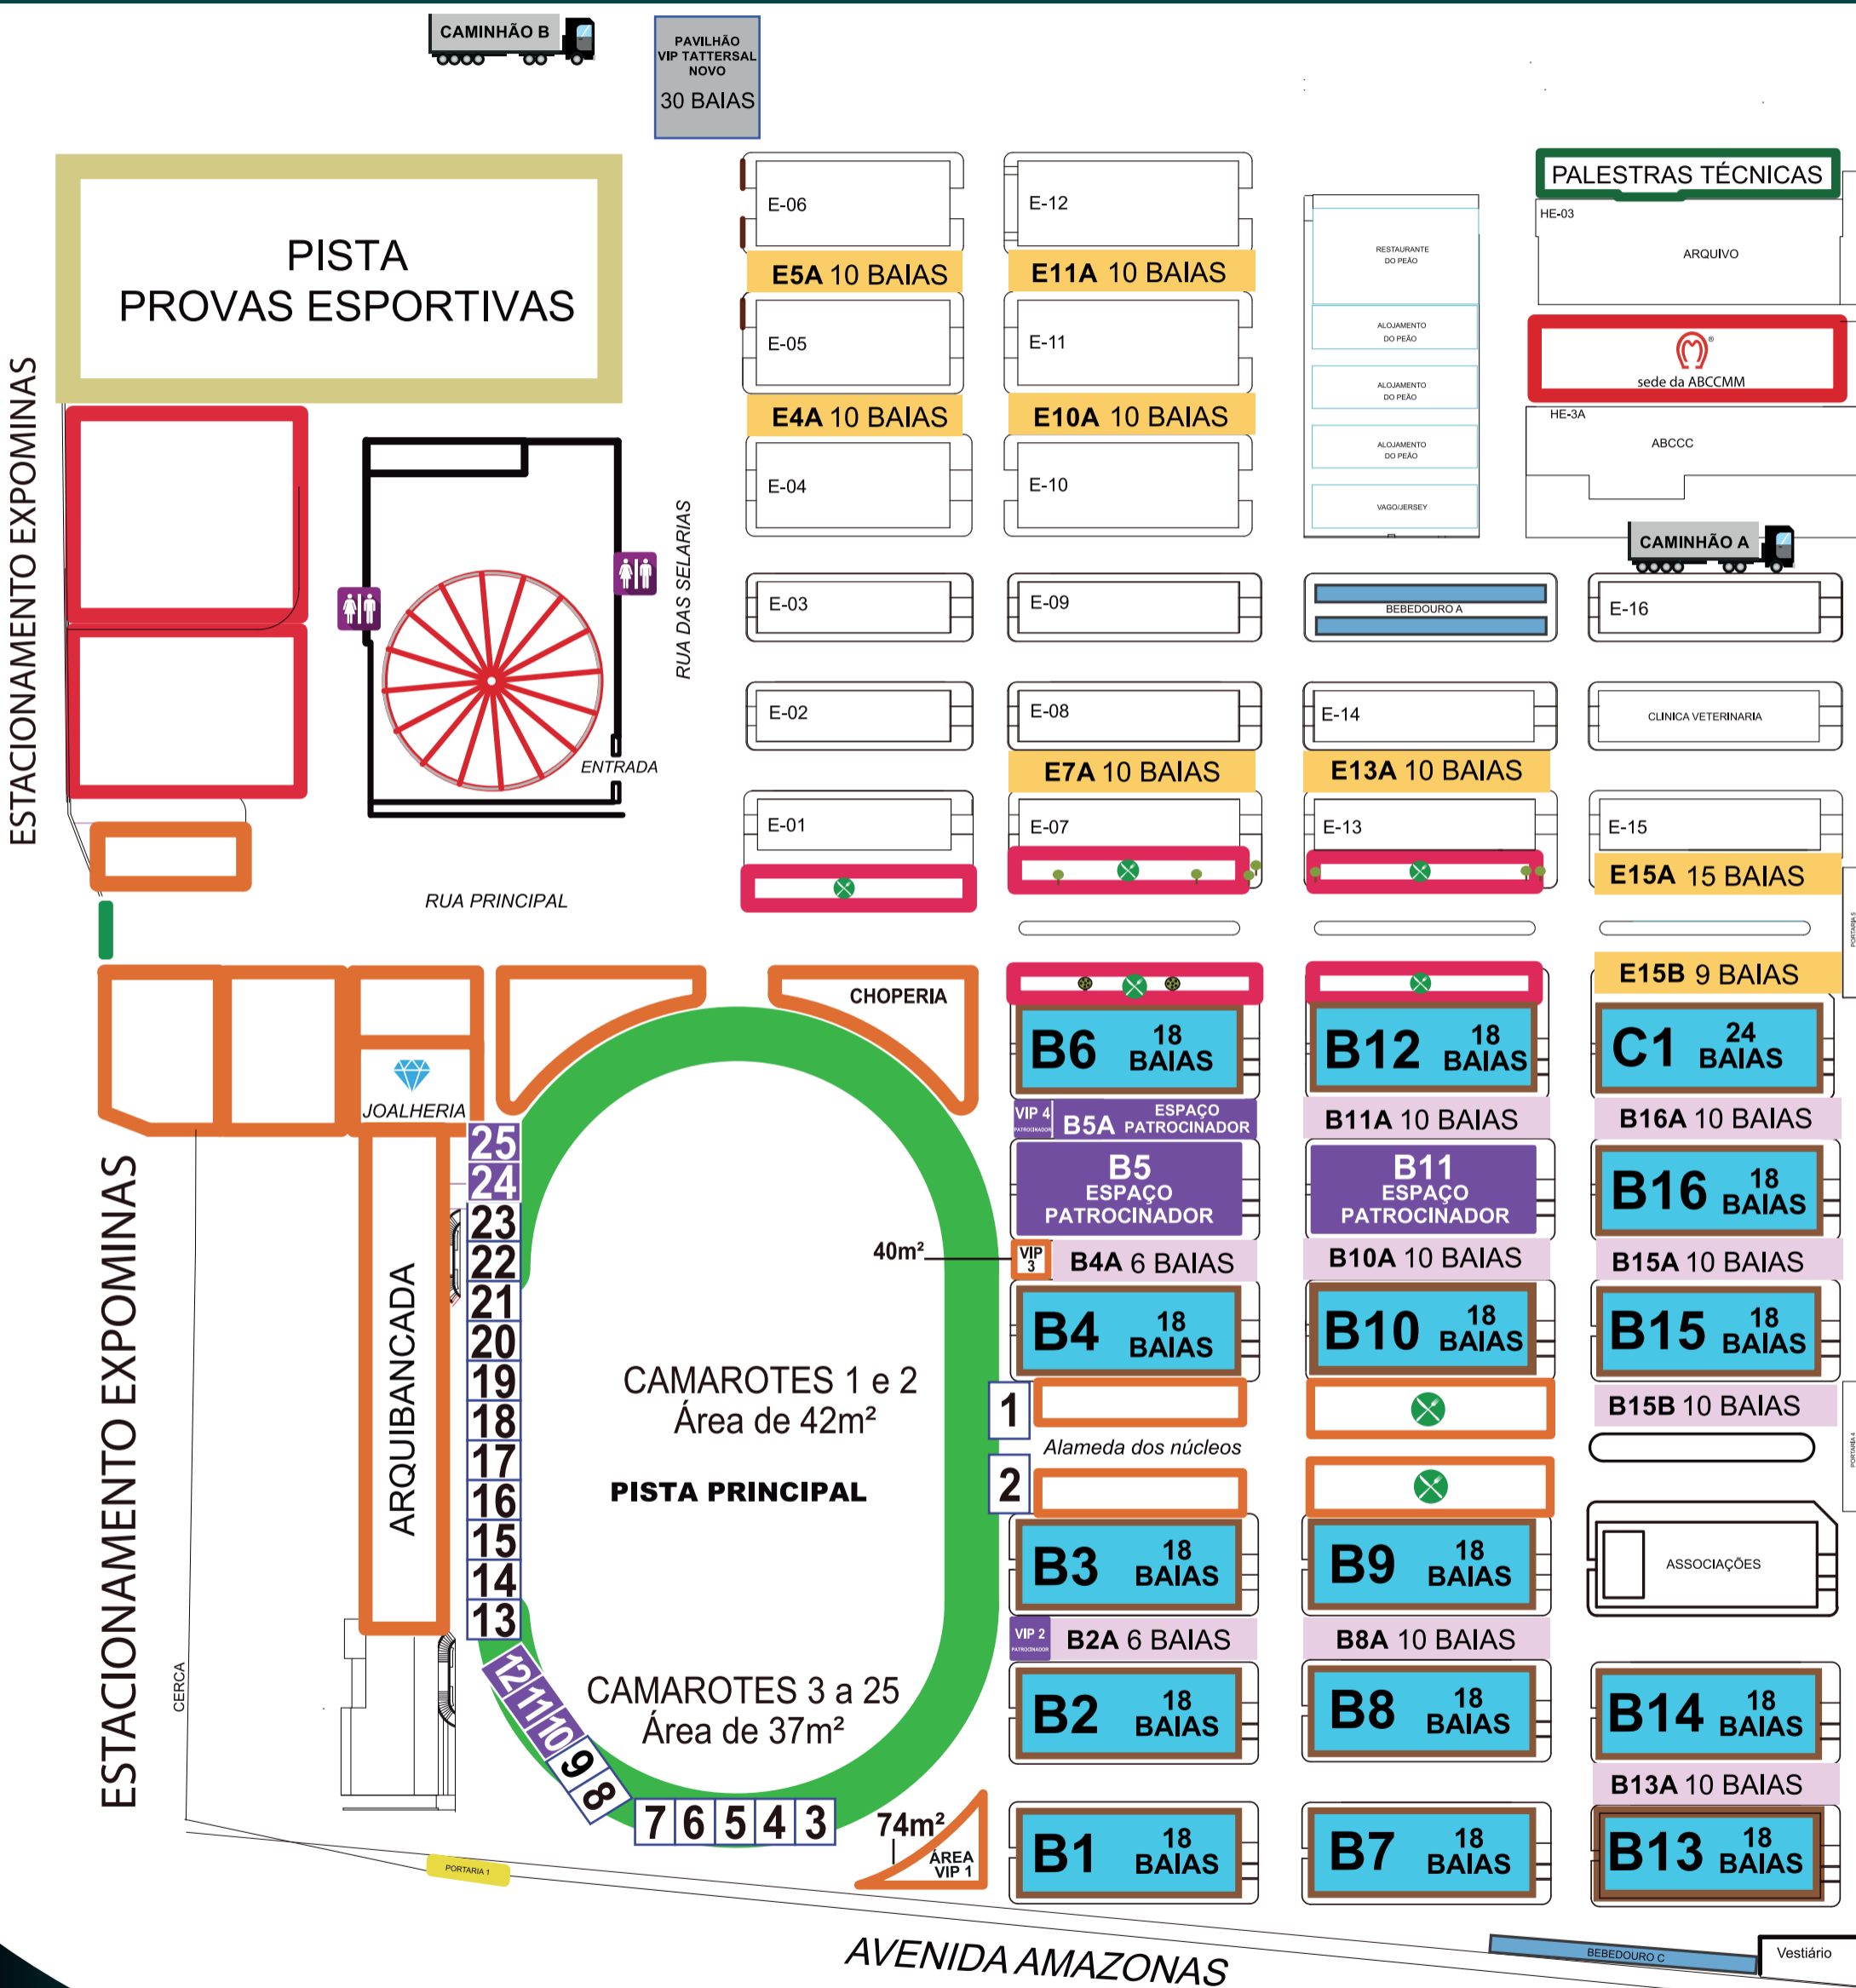 CAMINHÃO B
PAVILHÃO
VIP TATTERSAL
NOVO
30 BAIAS
PISTA
PROVAS ESPORTIVAS
ESTACIONAMENTO EXPOMINAS
E-06
E5A 10 BAIAS
E-05
E4A 10 BAIAS
E-04
E-03
E-02
E-01
E-12
E11A 10 BAIAS
E-11
E10A 10 BAIAS
E-10
E-09
E-08
E7A 10 BAIAS
E-07
RESTAURANTE
DO PEÃO
ALOJAMENTO
DO PEÃO
ALOJAMENTO
DO PEÃO
ALOJAMENTO
DO PEÃO
VAGO/JERSEY
BEBEDOURO A
E-14
E13A 10 BAIAS
E-13
PALESTRAS TÉCNICAS
HE-03
ARQUIVO
®
sede da ABCCMM
HE-3A
ABCCC
CAMINHÃO A
E-16
CLINICA VETERINARIA
E-15
E15A 15 BAIAS
PORTARIA 5
E15B 9 BAIAS
RUA DAS SELARIAS
ENTRADA
RUA PRINCIPAL
CHOPERIA
JOALHERIA
ESTACIONAMENTO EXPOMINAS
CERCA
ARQUIBANCADA
25
24
23
22
21
20
19
18
17
16
15
14
13
12
11
10
9
8
7 6 5 4 3
CAMAROTES 1 e 2
Área de 42m²
PISTA PRINCIPAL
CAMAROTES 3 a 25
Área de 37m²
40m²
1
2
74m²
ÁREA
VIP 1
B6 18
BAIAS
VIP 4
PATROCINADOR
B5A ESPAÇO
PATROCINADOR
B5
ESPAÇO
PATROCINADOR
VIP
3
B4A 6 BAIAS
B4 18
BAIAS
Alameda dos núcleos
B3 18
BAIAS
VIP 2
PATROCINADOR
B2A 6 BAIAS
B2 18
BAIAS
B1 18
BAIAS
B12 18
BAIAS
B11A 10 BAIAS
B11
ESPAÇO
PATROCINADOR
B10A 10 BAIAS
B10 18
BAIAS
B9 18
BAIAS
B8A 10 BAIAS
B8 18
BAIAS
B7 18
BAIAS
C1 24
BAIAS
B16A 10 BAIAS
B16 18
BAIAS
B15A 10 BAIAS
B15 18
BAIAS
B15B 10 BAIAS
PORTARIA 4
ASSOCIAÇÕES
B14 18
BAIAS
B13A 10 BAIAS
B13 18
BAIAS
PORTARIA 1
AVENIDA AMAZONAS
BEBEDOURO C
Vestiário